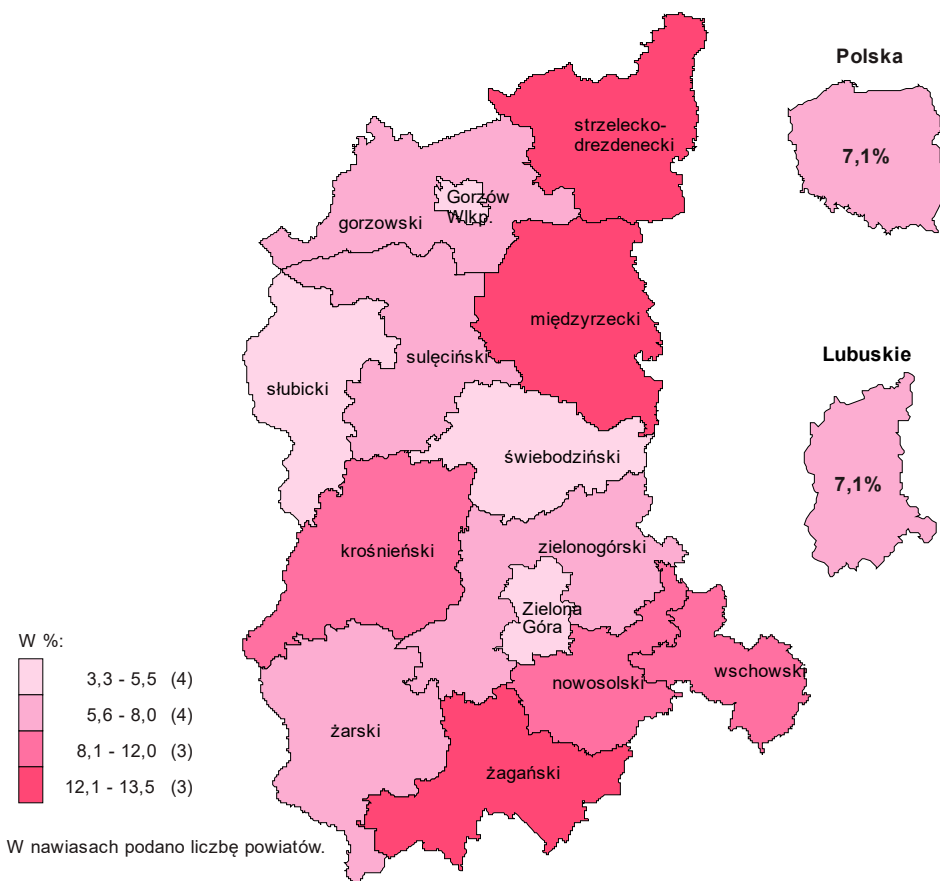 Polska
strzelecko-
drezdenecki
7,1%
Gorzów
Wlkp.
gorzowski
międzyrzecki
Lubuskie
sulęciński
słubicki
świebodziński
7,1%
krośnieński
zielonogórski
Zielona
Góra
W %:
3,3 - 5,5 (4)
5,6 - 8,0 (4)
8,1 - 12,0 (3)
12,1 - 13,5 (3)
nowosolski
wschowski
żarski
żagański
W nawiasach podano liczbę powiatów.